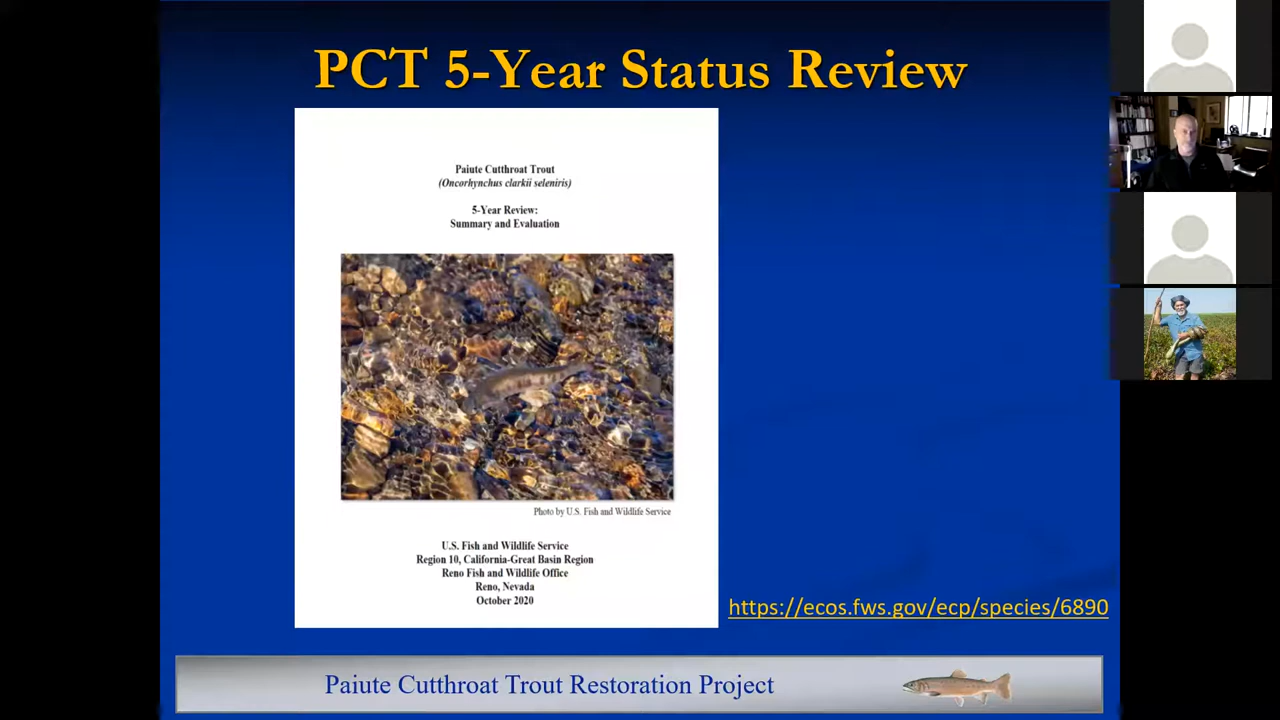 PCT 5-Year Status Review
Paiute Cutthroat Trout
(Oncorhynchus clarkii seleniris)
5-Year Review:
Summary and Evaluation
Photo by U.S. Fish and Wildlife Service
U.S. Fish and Wildlife Service
Region 10, California-Great Basin Region
Reno Fish and Wildlife Office
Reno, Nevada
October 2020
https://ecos.fws.gov/ecp/species/6890
Paiute Cutthroat Trout Restoration Project